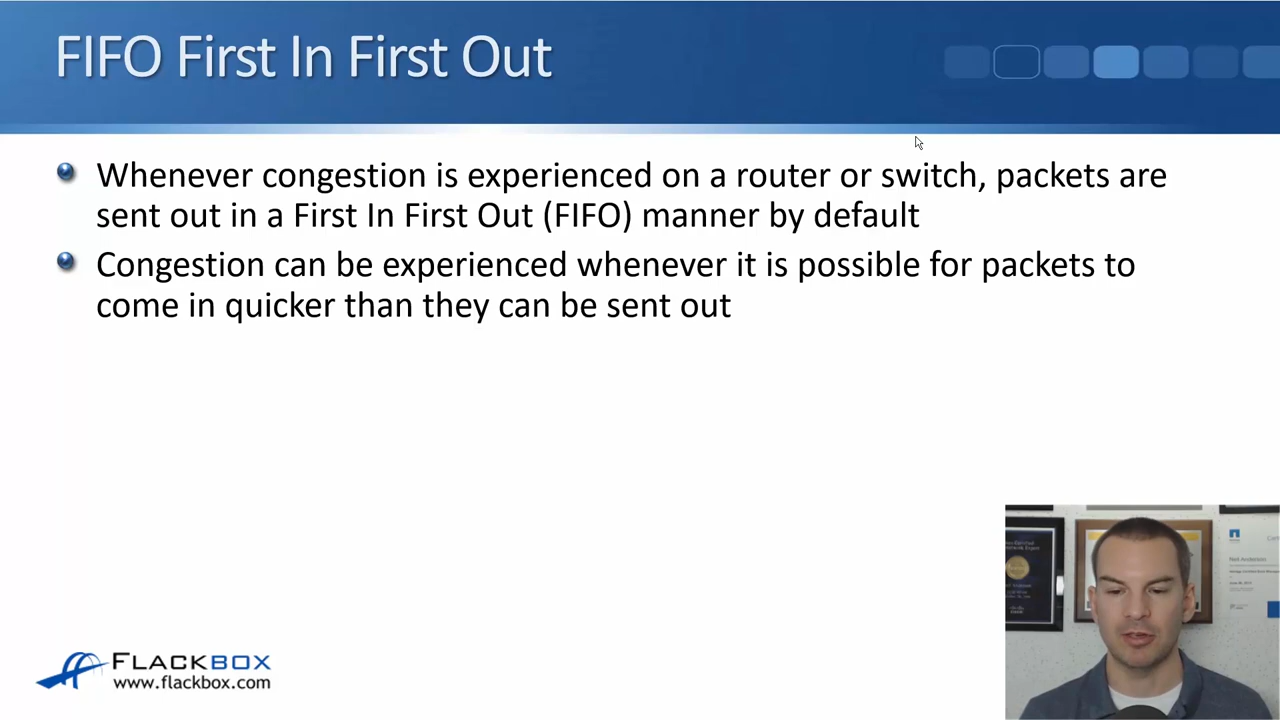 FIFO First In First Out
Whenever congestion is experienced on a router or switch, packets are
sent out in a First In First Out (FIFO) manner by default
Congestion can be experienced whenever it is possible for packets to
come in quicker than they can be sent out
FLACKBOX
www.flackbox.com